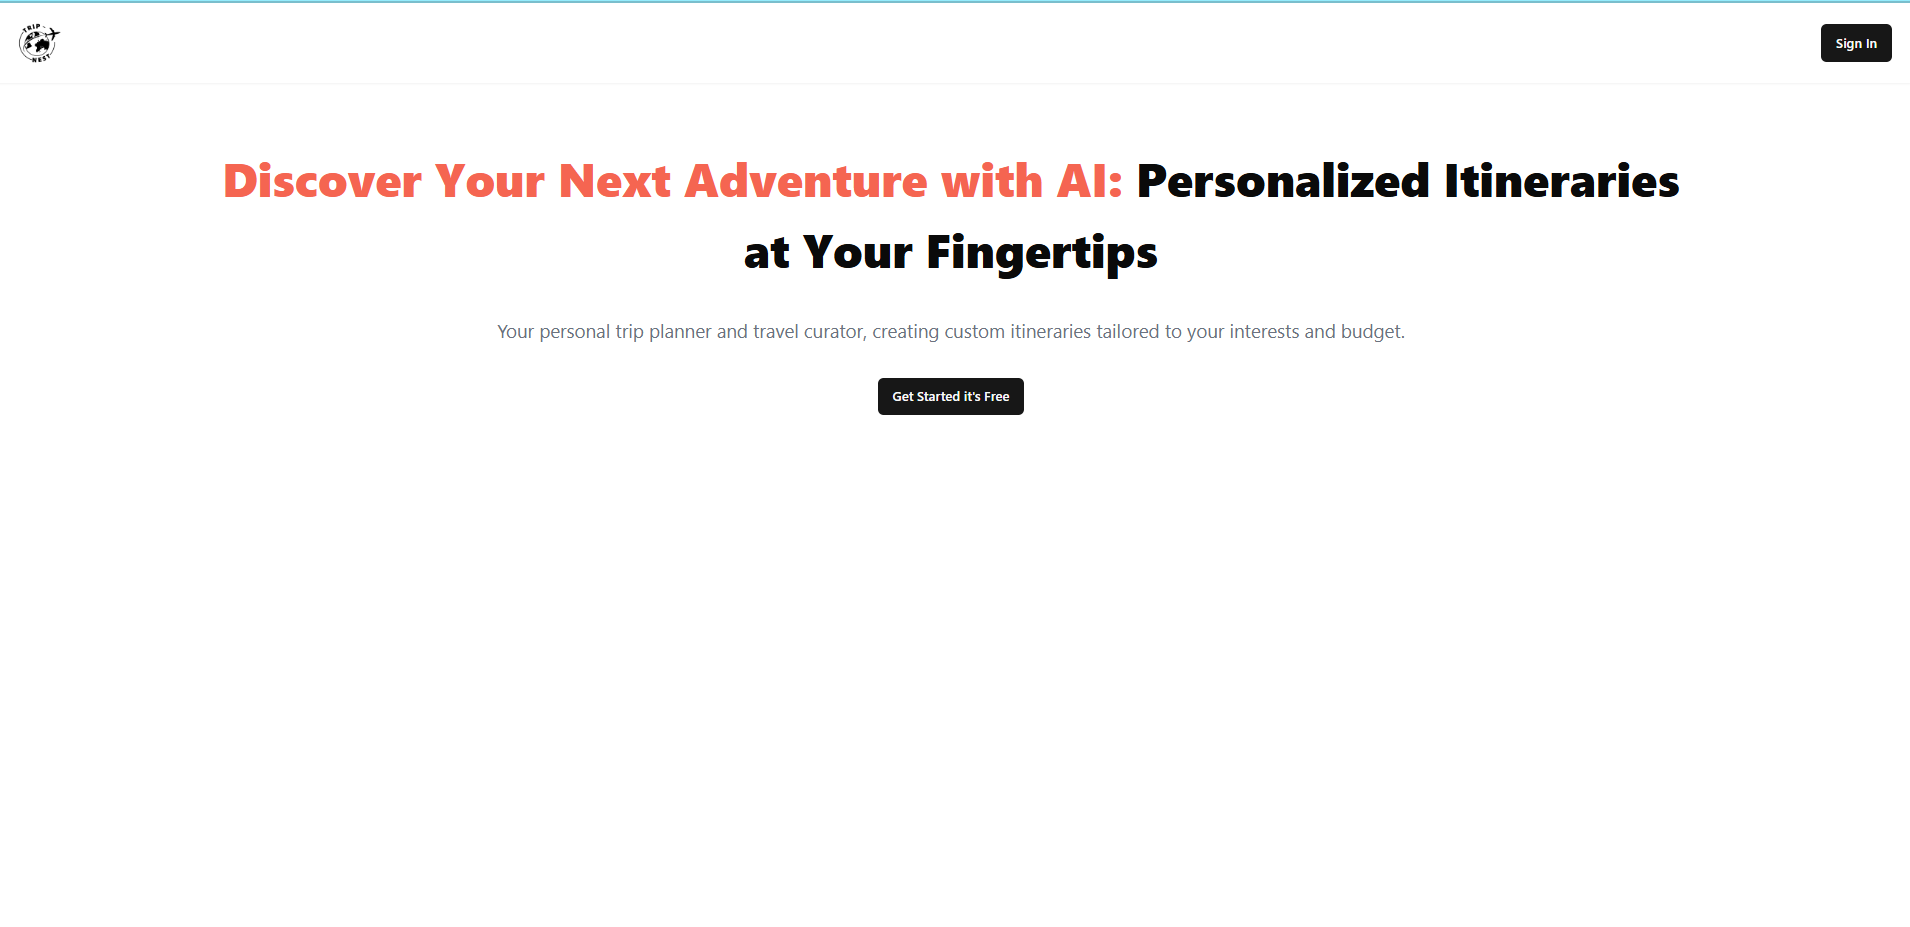 TRIP
NEST
Sign In
Discover Your Next Adventure with AI: Personalized Itineraries
at Your Fingertips
Your personal trip planner and travel curator, creating custom itineraries tailored to your interests and budget.
Get Started it's Free